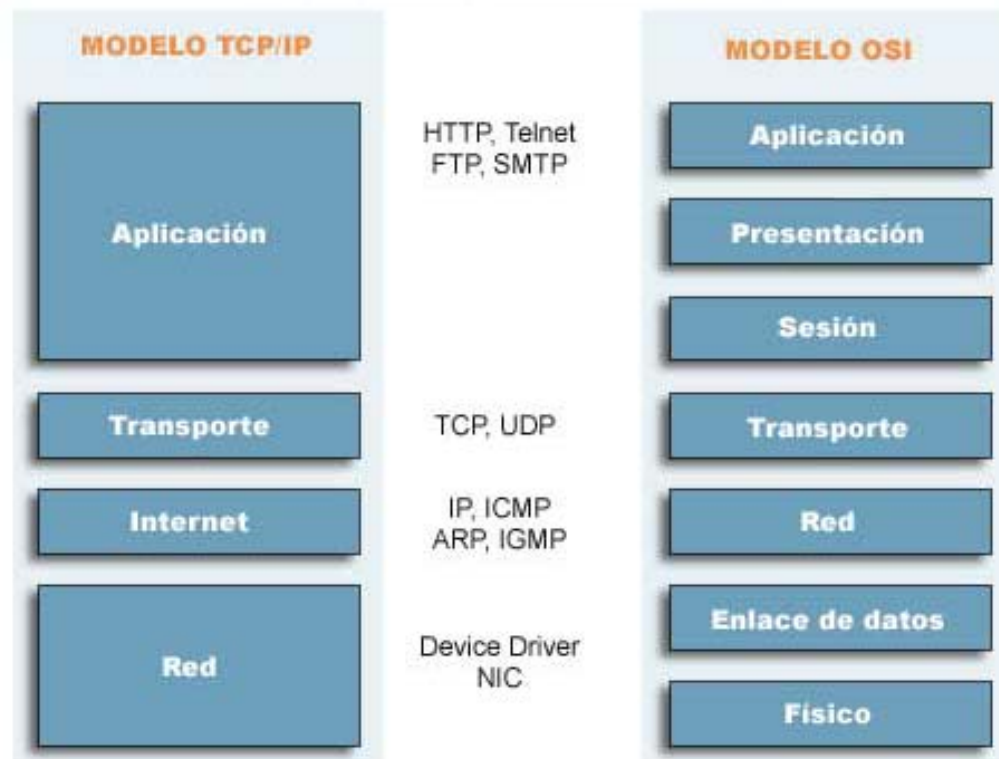 MODELO TCP/IP
Aplicación
Transporte
Internet
Red
HTTP, Telnet
FTP, SMTP
TCP, UDP
IP, ICMP
ARP, IGMP
Device Driver
NIC
MODELO OSI
Aplicación
Presentación
Sesión
Transporte
Red
Enlace de datos
Físico